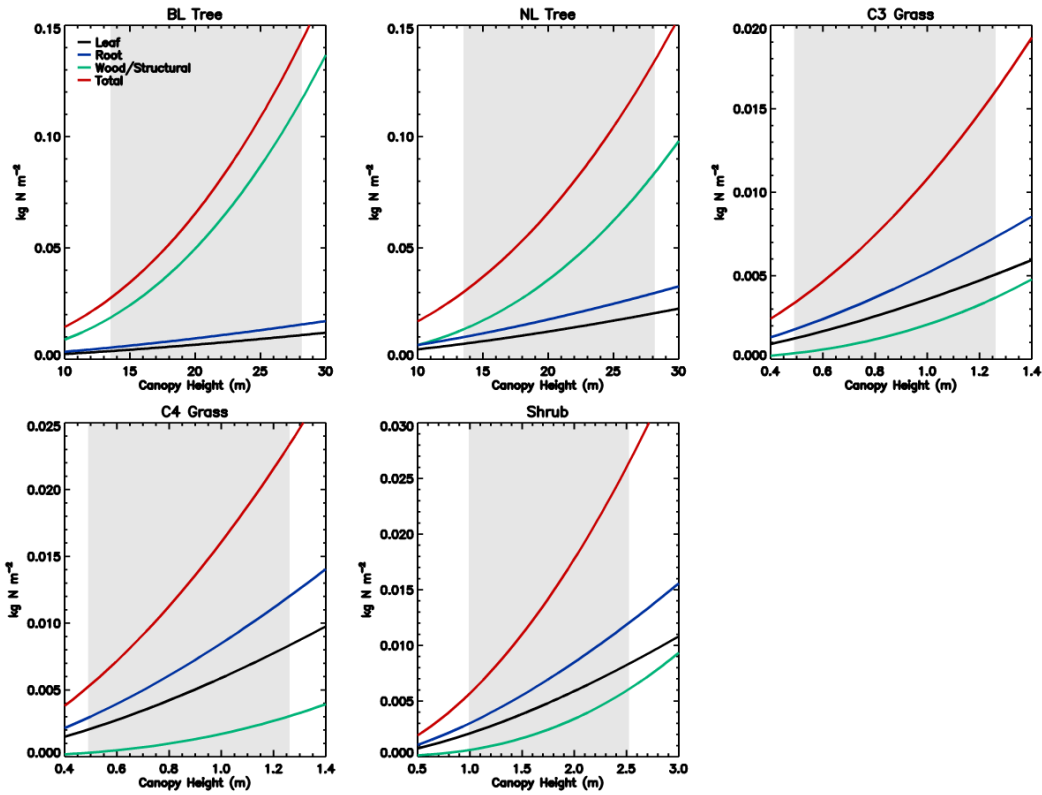 BL Tree
0.15
0.10
0.05
0.00
kg N m⁻²
Leaf
Root
Wood/Structural
Total
10 15 20 25 30
Canopy Height (m)
NL Tree
0.15
0.10
0.05
0.00
kg N m⁻²
10 15 20 25 30
Canopy Height (m)
C3 Grass
0.020
0.015
0.010
0.005
0.000
kg N m⁻²
0.4 0.6 0.8 1.0 1.2 1.4
Canopy Height (m)
C4 Grass
0.025
0.020
0.015
0.010
0.005
0.000
kg N m⁻²
0.4 0.6 0.8 1.0 1.2 1.4
Canopy Height (m)
Shrub
0.030
0.025
0.020
0.015
0.010
0.005
0.000
kg N m⁻²
0.5 1.0 1.5 2.0 2.5 3.0
Canopy Height (m)